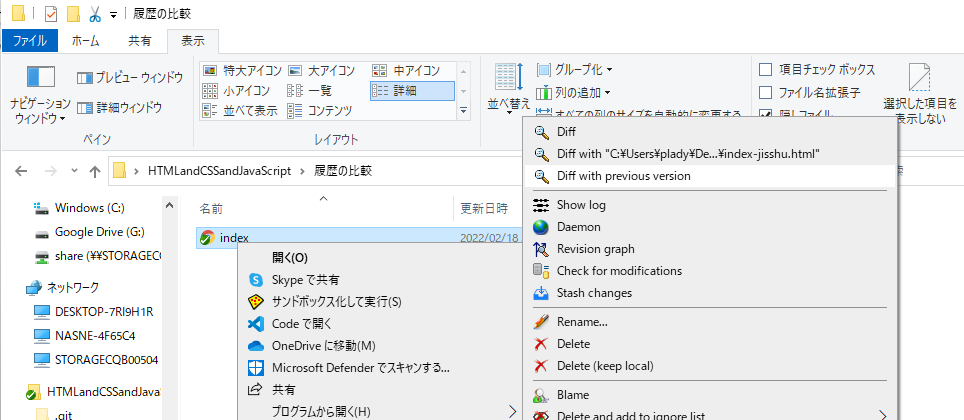 履歴の比較
ファイル ホーム 共有 表示
ナビゲーション ウィンドウ
プレビュー ウィンドウ
詳細ウィンドウ
ペイン
特大アイコン 大アイコン 中アイコン
小アイコン 一覧 詳細
並べて表示 コンテンツ
レイアウト
並べ替え
グループ化
列の追加
すべての列のサイズを自動的に変更する
項目チェック ボックス
ファイル名拡張子
隠しファイル
選択した項目を
表示しない
HTMLandCSSandJavaScript 履歴の比較
Windows (C:)
Google Drive (G:)
share (¥¥STORAGECQ
ネットワーク
DESKTOP-7RI9H1R
NASNE-4F65C4
STORAGECQB00504
HTMLandCSSandJava
.git
名前 更新日時
index 2022/02/18
開く(O)
Skype で共有
サンドボックス化して実行(S)
Code で開く
OneDrive に移動(M)
Microsoft Defender でスキャンする...
共有
プログラムから開く(H)
Diff
Diff with "C:¥Users¥plady¥De...¥index-jisshu.html"
Diff with previous version
Show log
Daemon
Revision graph
Check for modifications
Stash changes
Rename...
Delete
Delete (keep local)
Blame
Delete and add to ignore list